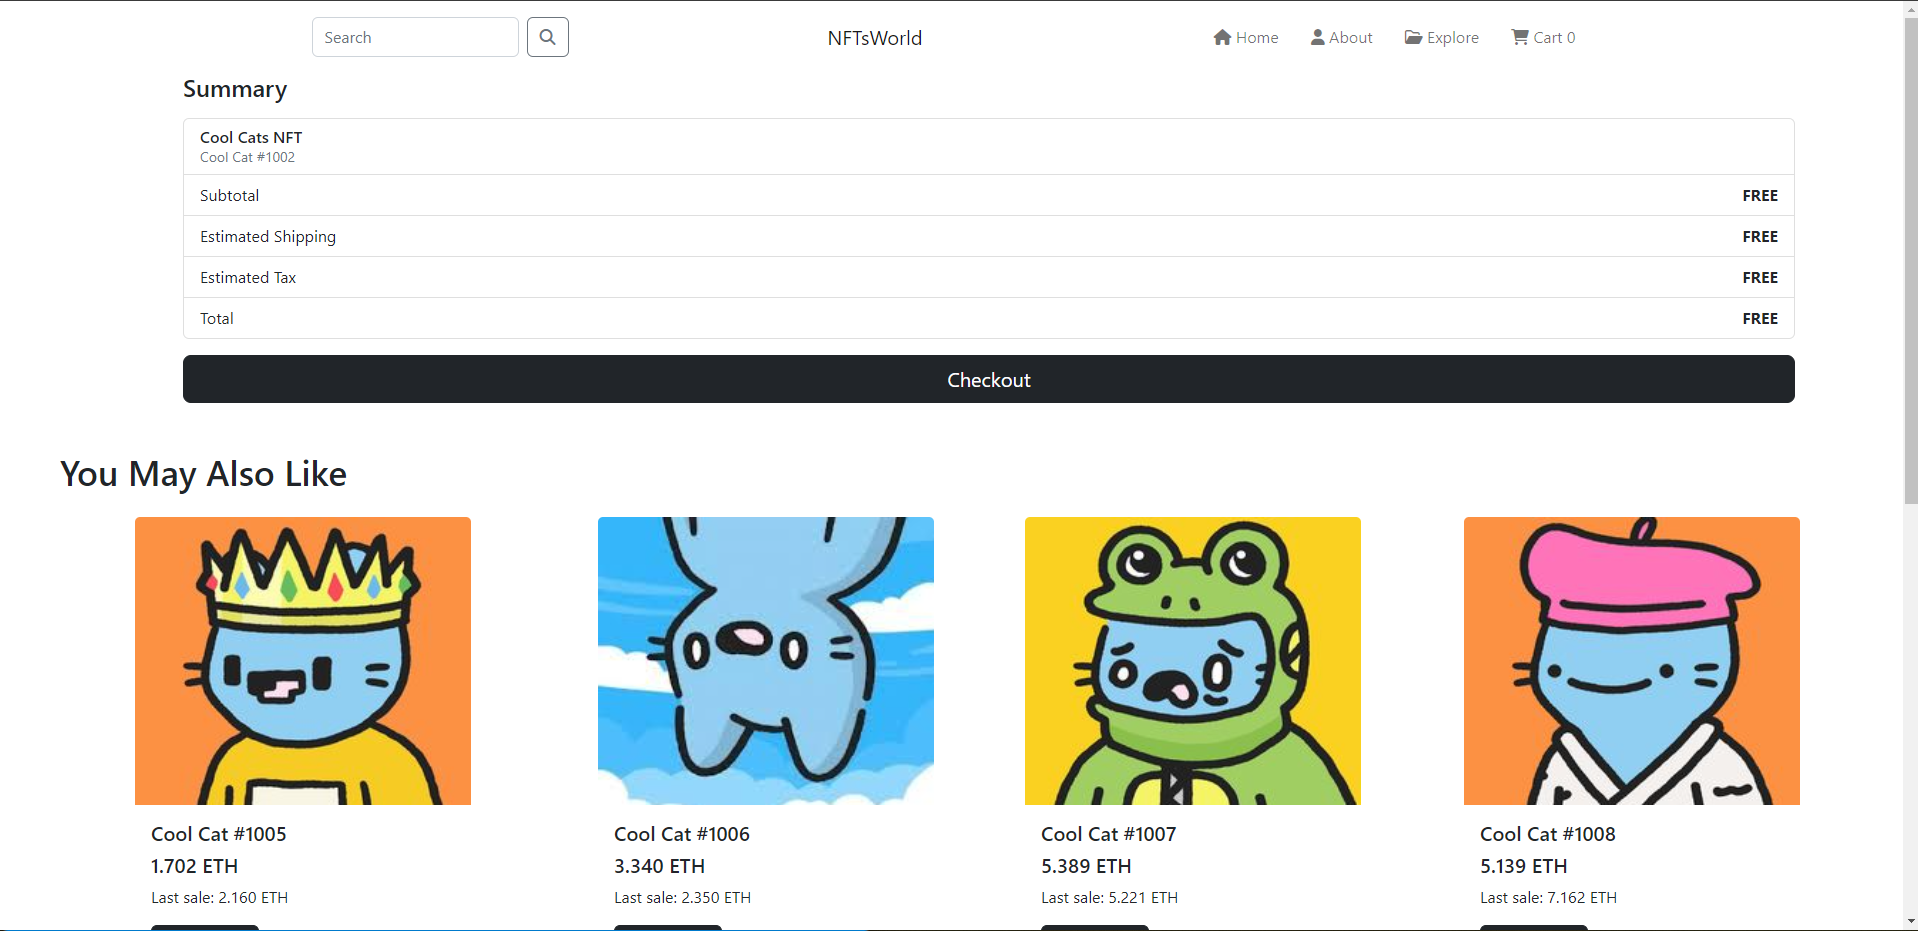 Search
NFTsWorld
Home
About
Explore
Cart 0
Summary
Cool Cats NFT
Cool Cat #1002
Subtotal FREE
Estimated Shipping FREE
Estimated Tax FREE
Total FREE
Checkout
You May Also Like
Cool Cat #1005
1.702 ETH
Last sale: 2.160 ETH
Cool Cat #1006
3.340 ETH
Last sale: 2.350 ETH
Cool Cat #1007
5.389 ETH
Last sale: 5.221 ETH
Cool Cat #1008
5.139 ETH
Last sale: 7.162 ETH